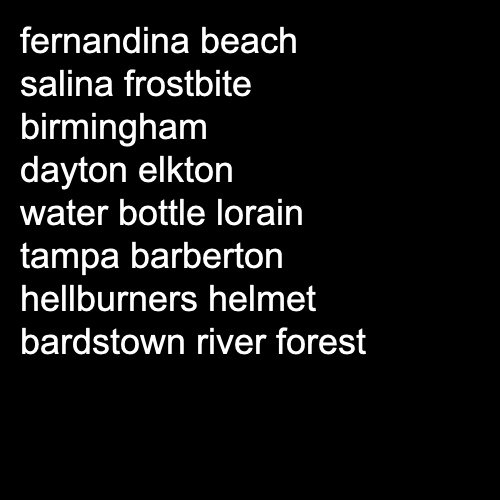 fernandina beach
salina frostbite
birmingham
dayton elkton
water bottle lorain
tampa barberton
hellburners helmet
bardstown river forest